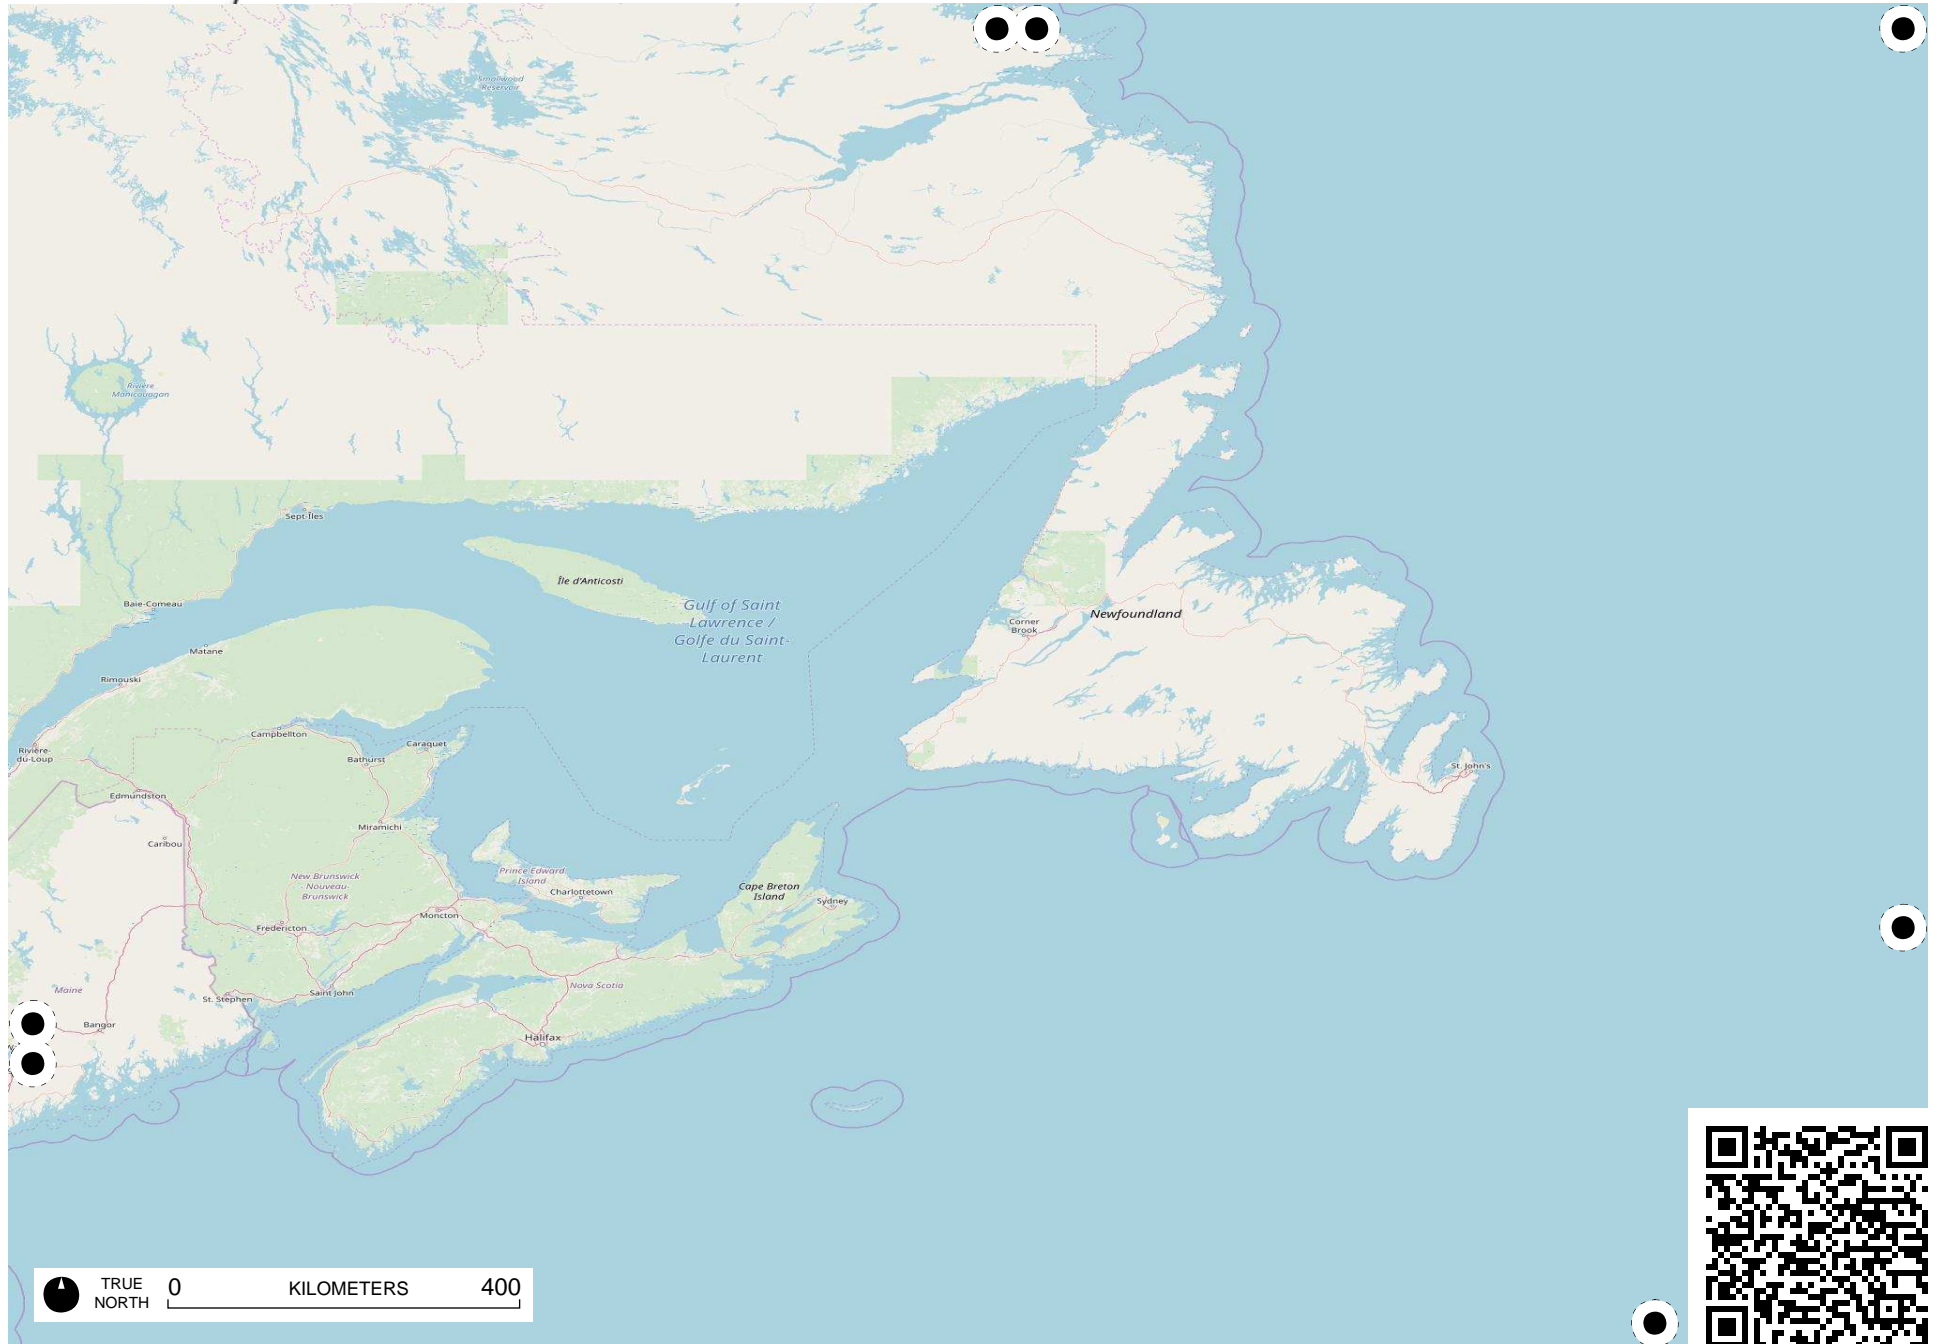 Smallwood
Reservoir
Rivière
Manicouagan
Sept-Îles
Île d'Anticosti
Gulf of Saint
Lawrence /
Golfe du Saint-
Laurent
Baie-Comeau
Newfoundland
Corner
Brook
Matane
Rimouski
Campbellton
Caraquet
Rivière-
du-Loup
Bathurst
St. John's
Edmundston
Miramichi
Caribou
New Brunswick
- Nouveau-
Brunswick
Prince Edward
Island
Charlottetown
Cape Breton
Island
Sydney
Moncton
Fredericton
Maine
St. Stephen
Saint John
Nova Scotia
Bangor
Halifax
TRUE
NORTH
0 KILOMETERS 400